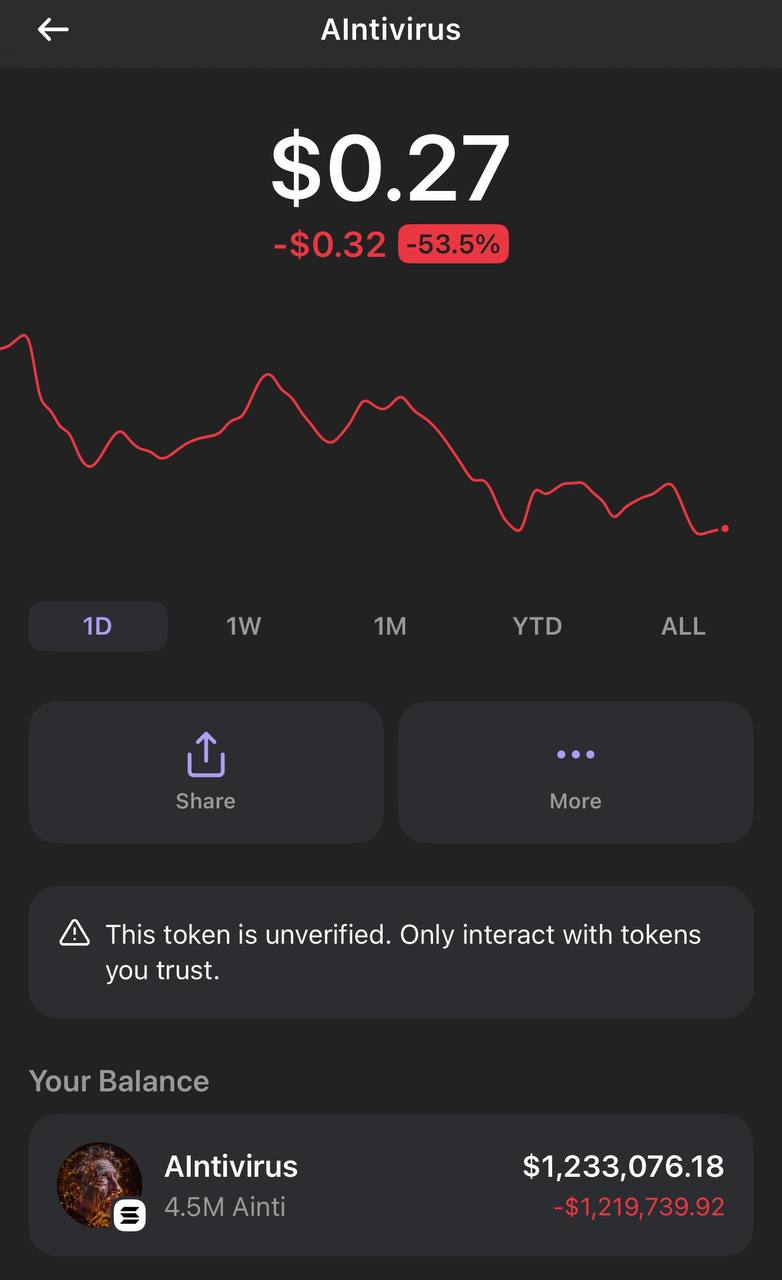 AIntivirus
$0.27
-$0.32 -53.5%
1D 1W 1M YTD ALL
Share More
This token is unverified. Only interact with tokens
you trust.
Your Balance
AIntivirus $1,233,076.18
4.5M Ainti -$1,219,739.92